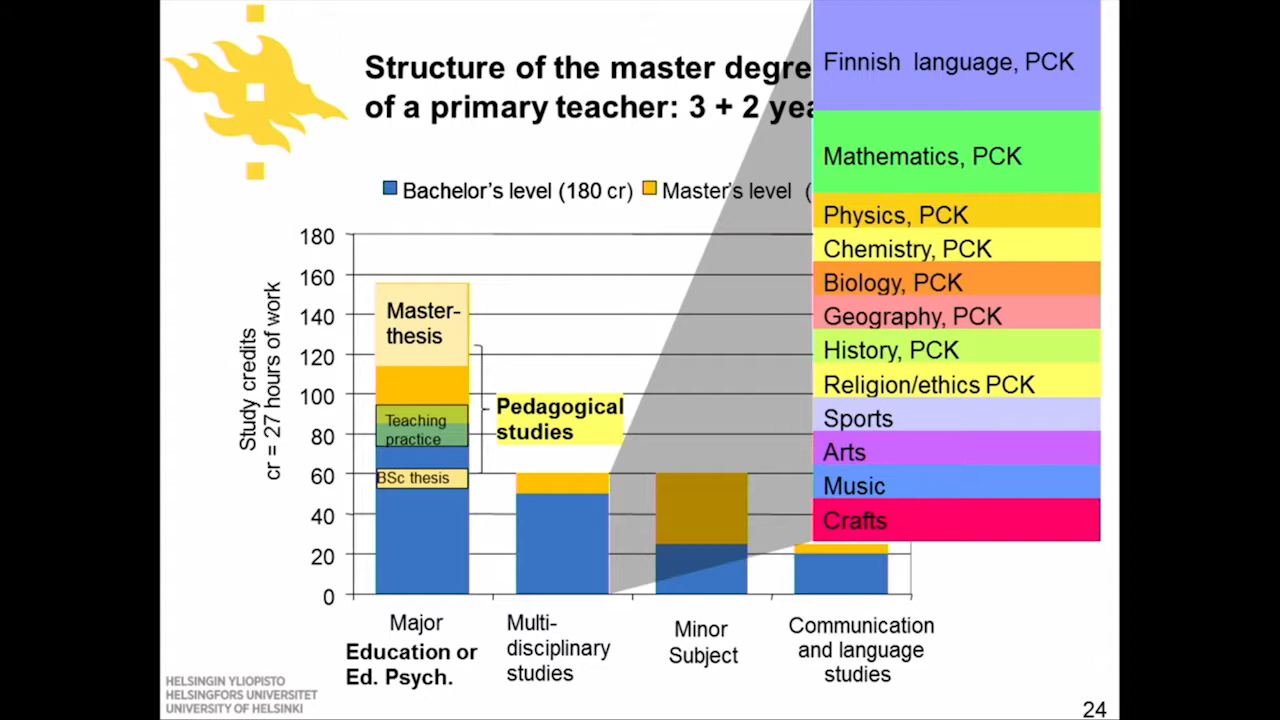 Structure of the master degre
of a primary teacher: 3 + 2 yea
Bachelor's level (180 cr)
Master's level (
Study credits
cr = 27 hours of work
180
160
140
120
100
80
60
40
20
0
Master-
thesis
Teaching
practice
BSc thesis
Pedagogical
studies
Major
Education or
Ed. Psych.
Multi-
disciplinary
studies
Minor
Subject
Communication
and language
studies
Finnish language, PCK
Mathematics, PCK
Physics, PCK
Chemistry, PCK
Biology, PCK
Geography, PCK
History, PCK
Religion/ethics PCK
Sports
Arts
Music
Crafts
HELSINGIN YLIOPISTO
HELSINGFORS UNIVERSITET
UNIVERSITY OF HELSINKI
24